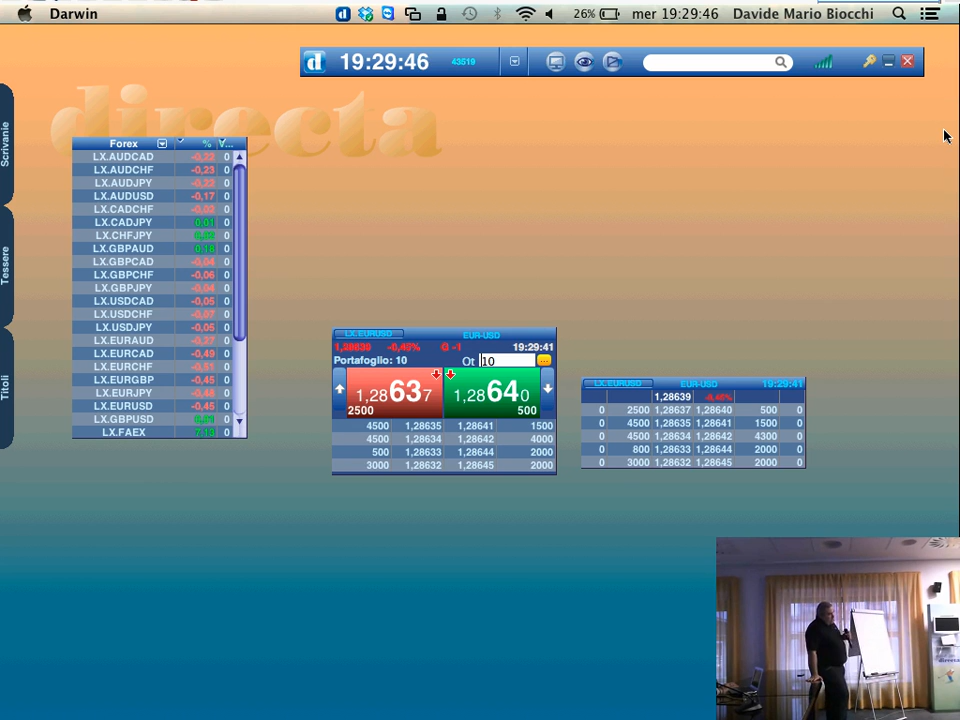 Darwin
26%
mer 19:29:46
Davide Mario Biocchi
d
19:29:46
43519
directa
Scrivanie
Tessere
Titoli
Forex %
LX.AUDCAD -0,22 0
LX.AUDCHF -0,23 0
LX.AUDJPY -0,22 0
LX.AUDUSD -0,17 0
LX.CADCHF -0,02 0
LX.CADJPY 0,01 0
LX.CHFJPY 0
LX.GBPAUD 0,18 0
LX.GBPCAD -0,04 0
LX.GBPCHF -0,06 0
LX.GBPJPY -0,04 0
LX.USDCAD -0,05 0
LX.USDCHF -0,07 0
LX.USDJPY -0,05 0
LX.EURAUD -0,27 0
LX.EURCAD -0,49 0
LX.EURCHF 0
LX.EURGBP -0,45 0
LX.EURJPY 0
LX.EURUSD -0,45 0
LX.GBPUSD 0
LX.FAEX 0
LX.EURUSD EUR-USD
1,28639 -0,45% -1 19:29:41
Portafoglio: 10 Qt 10
1,28637 1,28640
2500 500
4500 1,28635 1,28641 1500
4500 1,28634 1,28642 4000
500 1,28633 1,28644 2000
3000 1,28632 1,28645 2000
LX.EURUSD EUR-USD 19:29:41
1,28639 -0,45%
0 2500 1,28637 1,28640 500 0
0 4500 1,28635 1,28641 1500 0
0 4500 1,28634 1,28642 4300 0
0 800 1,28633 1,28644 2000 0
0 3000 1,28632 1,28645 2000 0
directa